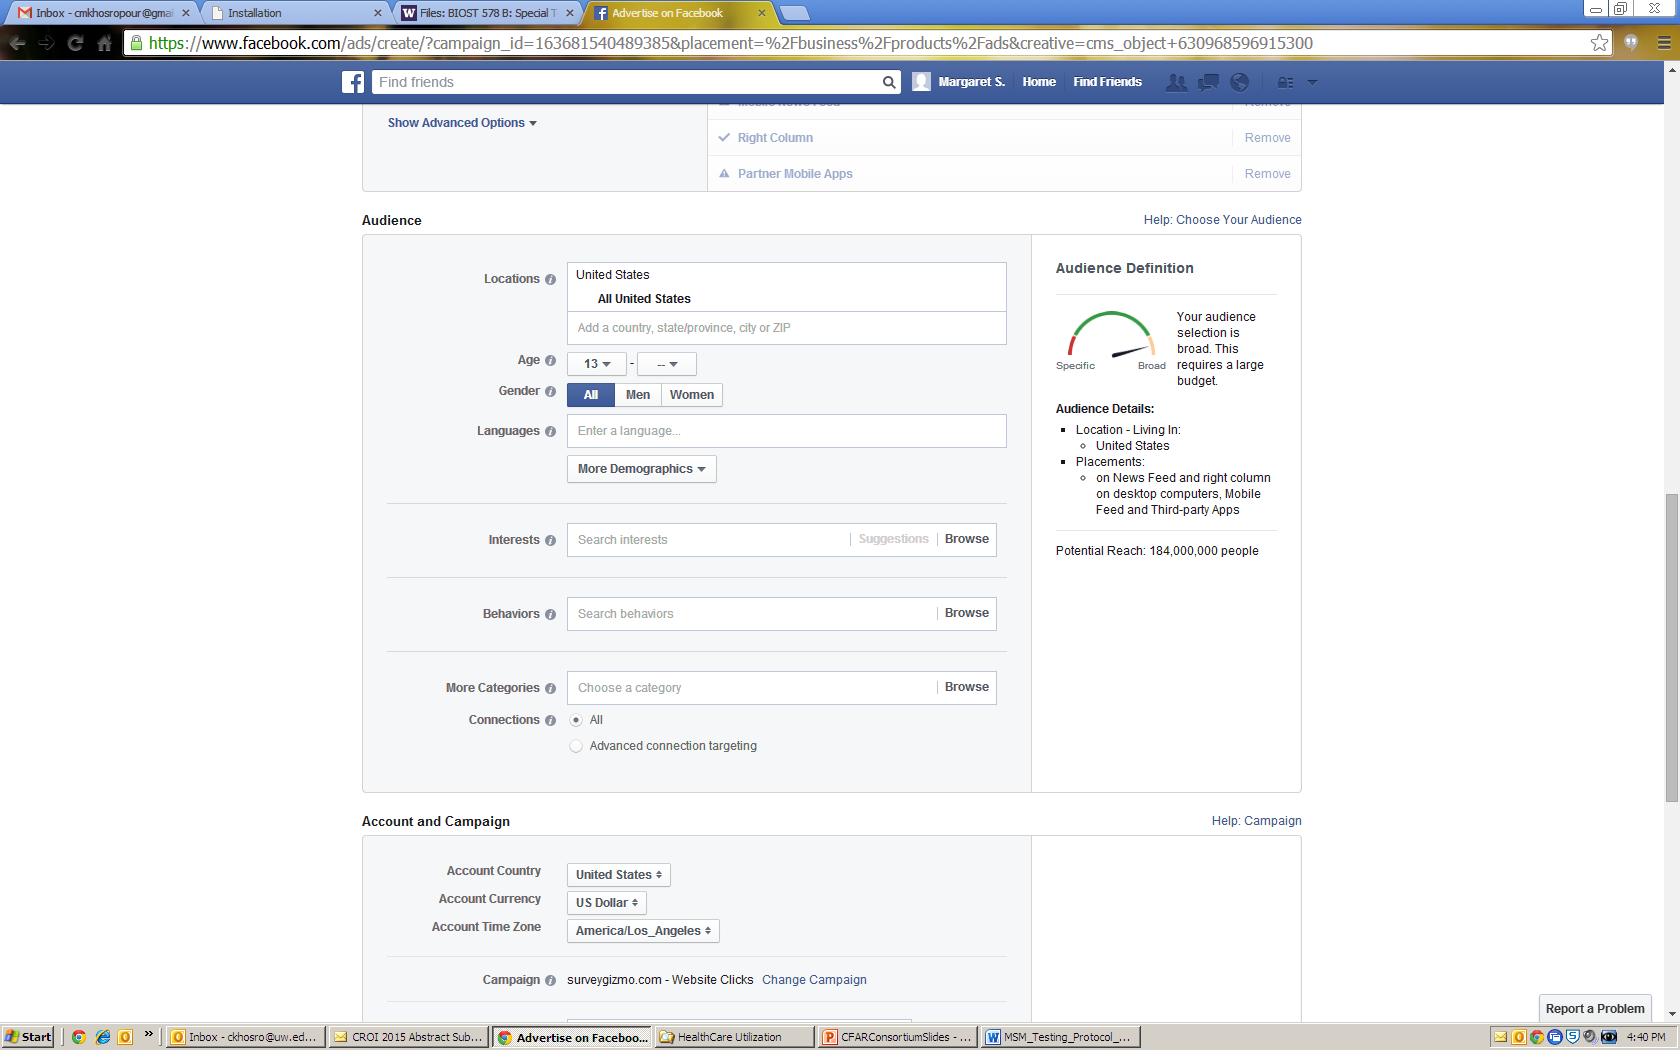 Inbox - cmkhosropour@gmai
Installation
Files: BIOST 578 B: Special T
Advertise on Facebook
https://www.facebook.com/ads/create/?campaign_id=163681540489385&placement=%2Fbusiness%2Fproducts%2Fads&creative=cms_object+630968596915300
Find friends
Margaret S.
Home
Find Friends
Mobile News Feed
Remove
Show Advanced Options
Right Column
Remove
Partner Mobile Apps
Remove
Audience
Help: Choose Your Audience
Locations
United States
All United States
Add a country, state/province, city or ZIP
Age
13
-
--
Gender
All
Men
Women
Languages
Enter a language...
More Demographics
Interests
Search interests
Suggestions
Browse
Behaviors
Search behaviors
Browse
More Categories
Choose a category
Browse
Connections
All
Advanced connection targeting
Audience Definition
Specific
Broad
Your audience
selection is
broad. This
requires a large
budget.
Audience Details:
Location - Living In:
United States
Placements:
on News Feed and right column
on desktop computers, Mobile
Feed and Third-party Apps
Potential Reach: 184,000,000 people
Account and Campaign
Help: Campaign
Account Country
United States
Account Currency
US Dollar
Account Time Zone
America/Los_Angeles
Campaign
surveygizmo.com - Website Clicks
Change Campaign
Report a Problem
Start
Inbox - ckhosro@uw.ed...
CROI 2015 Abstract Sub...
Advertise on Faceboo...
HealthCare Utilization
CFARConsortiumSlides - ...
MSM_Testing_Protocol_...
4:40 PM